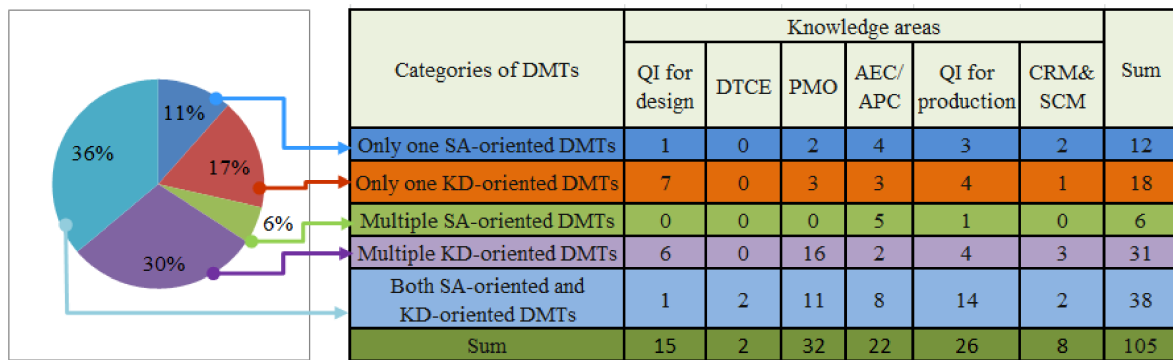 11%
36%
17%
6%
30%
Categories of DMTs
Knowledge areas
Sum
QI for
design
DTCE
PMO
AEC/
APC
QI for
production
CRM&
SCM
Only one SA-oriented DMTs 1 0 2 4 3 2 12
Only one KD-oriented DMTs 7 0 3 3 4 1 18
Multiple SA-oriented DMTs 0 0 0 5 1 0 6
Multiple KD-oriented DMTs 6 0 16 2 4 3 31
Both SA-oriented and
KD-oriented DMTs
1 2 11 8 14 2 38
Sum 15 2 32 22 26 8 105